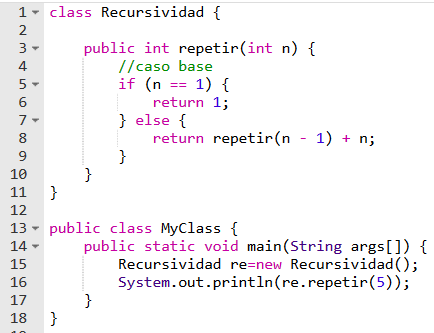 1 class Recursividad {
2
3     public int repetir(int n) {
4         //caso base
5         if (n == 1) {
6             return 1;
7         } else {
8             return repetir(n - 1) + n;
9         }
10     }
11 }
12
13 public class MyClass {
14     public static void main(String args[]) {
15         Recursividad re=new Recursividad();
16         System.out.println(re.repetir(5));
17     }
18 }